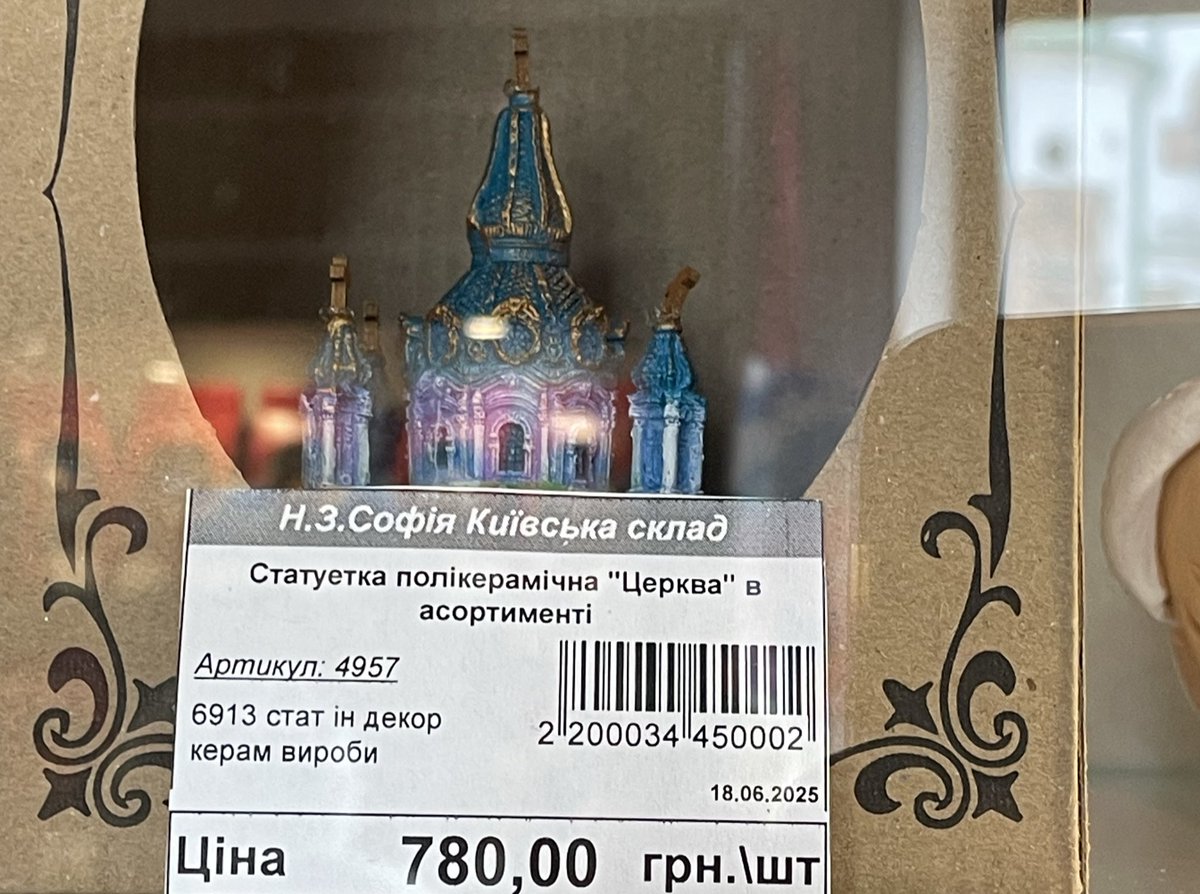 Н.З.Софія Київська склад
Статуетка полікерамічна "Церква" в
асортименті
Артикул: 4957
6913 стат ін декор
керам вироби
2 200034 450002
18.06.2025
Ціна 780,00 грн.\шт